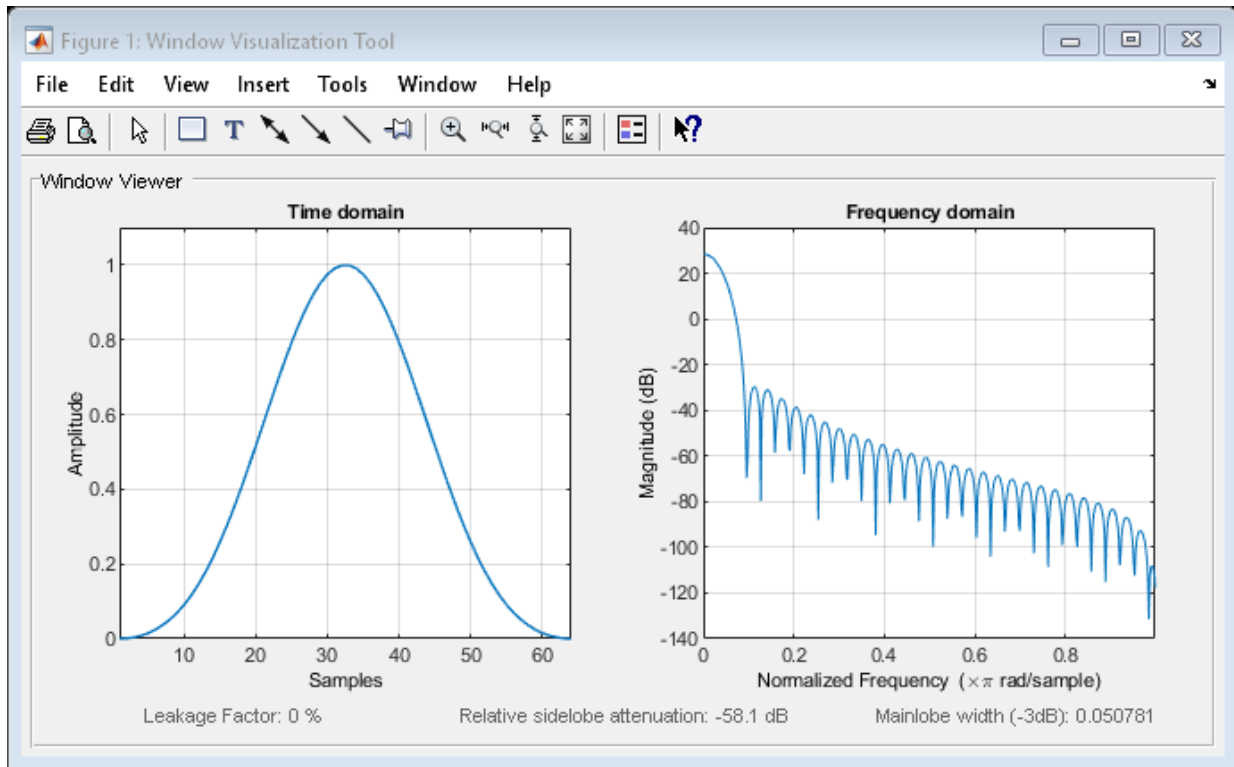 Figure 1: Window Visualization Tool
File Edit View Insert Tools Window Help
T
Q
?
Window Viewer
Time domain
Amplitude
1
0.8
0.6
0.4
0.2
0
10 20 30 40 50 60
Samples
Frequency domain
Magnitude (dB)
40
20
0
-20
-40
-60
-80
-100
-120
-140
0 0.2 0.4 0.6 0.8
Normalized Frequency (×π rad/sample)
Leakage Factor: 0 %
Relative sidelobe attenuation: -58.1 dB
Mainlobe width (-3dB): 0.050781